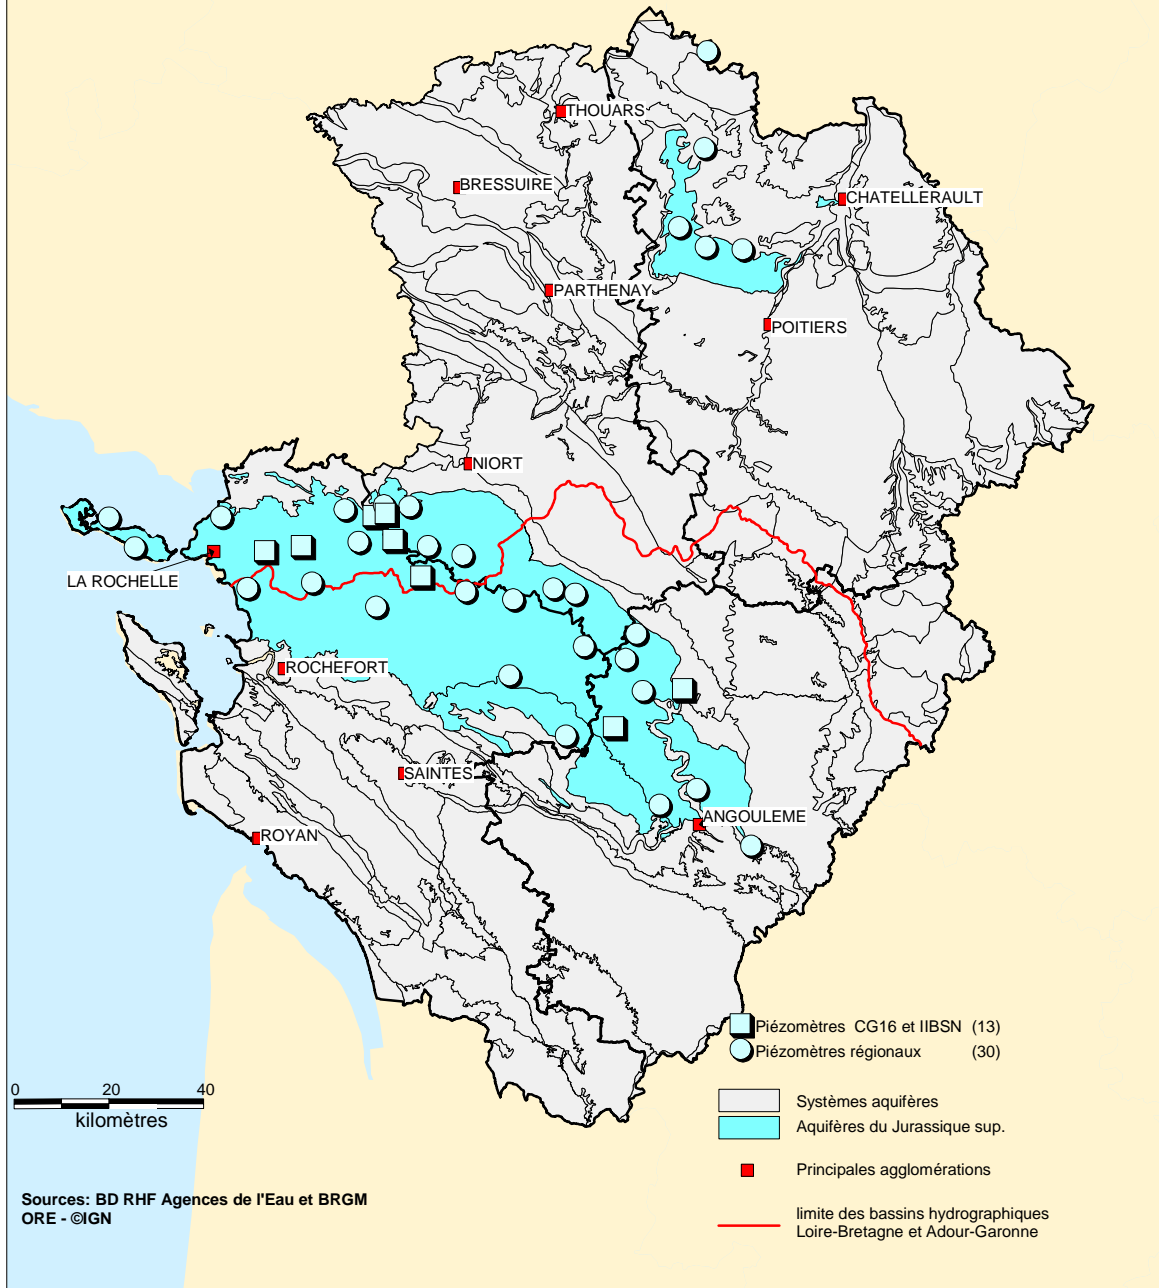 THOUARS
BRESSUIRE
CHATELLERAULT
PARTHENAY
POITIERS
NIORT
LA ROCHELLE
ROCHEFORT
SAINTES
ANGOULEME
ROYAN
Piézomètres CG16 et IIBSN (13)
Piézomètres régionaux (30)
0 20 40
kilomètres
Systèmes aquifères
Aquifères du Jurassique sup.
Principales agglomérations
Sources: BD RHF Agences de l'Eau et BRGM
ORE - ©IGN
limite des bassins hydrographiques
Loire-Bretagne et Adour-Garonne